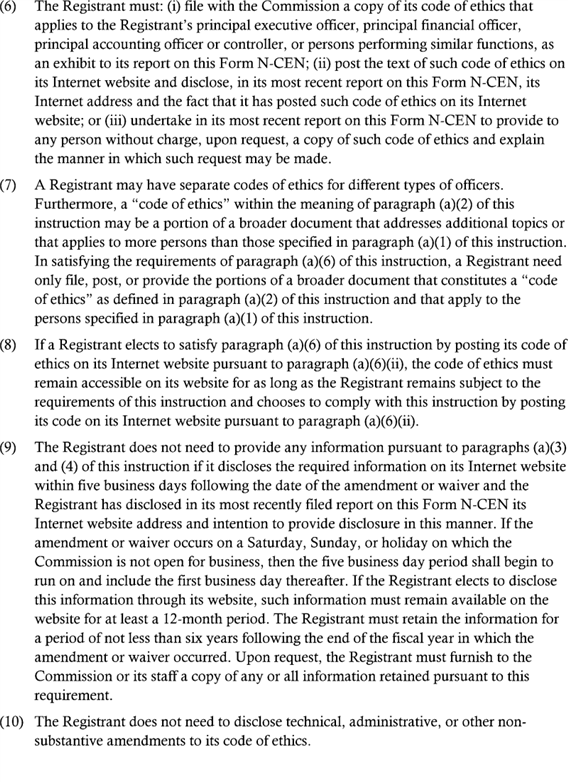 (6) The Registrant must: (i) file with the Commission a copy of its code of ethics that
applies to the Registrant's principal executive officer, principal financial officer,
principal accounting officer or controller, or persons performing similar functions, as
an exhibit to its report on this Form N-CEN; (ii) post the text of such code of ethics on
its Internet website and disclose, in its most recent report on this Form N-CEN, its
Internet address and the fact that it has posted such code of ethics on its Internet
website; or (iii) undertake in its most recent report on this Form N-CEN to provide to
any person without charge, upon request, a copy of such code of ethics and explain
the manner in which such request may be made.
(7) A Registrant may have separate codes of ethics for different types of officers.
Furthermore, a “code of ethics” within the meaning of paragraph (a)(2) of this
instruction may be a portion of a broader document that addresses additional topics or
that applies to more persons than those specified in paragraph (a)(1) of this instruction.
In satisfying the requirements of paragraph (a)(6) of this instruction, a Registrant need
only file, post, or provide the portions of a broader document that constitutes a “code
of ethics” as defined in paragraph (a)(2) of this instruction and that apply to the
persons specified in paragraph (a)(1) of this instruction.
(8) If a Registrant elects to satisfy paragraph (a)(6) of this instruction by posting its code of
ethics on its Internet website pursuant to paragraph (a)(6)(ii), the code of ethics must
remain accessible on its website for as long as the Registrant remains subject to the
requirements of this instruction and chooses to comply with this instruction by posting
its code on its Internet website pursuant to paragraph (a)(6)(ii).
(9) The Registrant does not need to provide any information pursuant to paragraphs (a)(3)
and (4) of this instruction if it discloses the required information on its Internet website
within five business days following the date of the amendment or waiver and the
Registrant has disclosed in its most recently filed report on this Form N-CEN its
Internet website address and intention to provide disclosure in this manner. If the
amendment or waiver occurs on a Saturday, Sunday, or holiday on which the
Commission is not open for business, then the five business day period shall begin to
run on and include the first business day thereafter. If the Registrant elects to disclose
this information through its website, such information must remain available on the
website for at least a 12-month period. The Registrant must retain the information for
a period of not less than six years following the end of the fiscal year in which the
amendment or waiver occurred. Upon request, the Registrant must furnish to the
Commission or its staff a copy of any or all information retained pursuant to this
requirement.
(10) The Registrant does not need to disclose technical, administrative, or other non-
substantive amendments to its code of ethics.